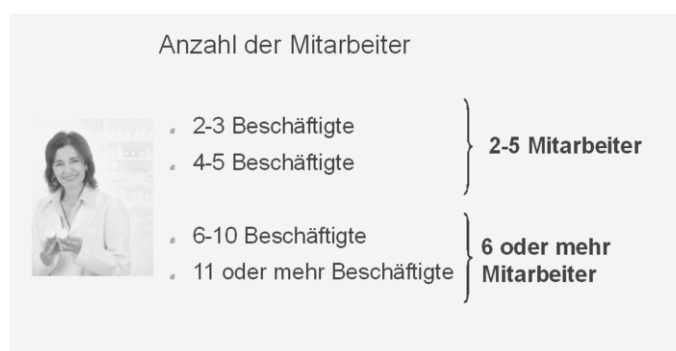 Anzahl der Mitarbeiter
2-3 Beschäftigte
4-5 Beschäftigte
2-5 Mitarbeiter
6-10 Beschäftigte
11 oder mehr Beschäftigte
6 oder mehr
Mitarbeiter